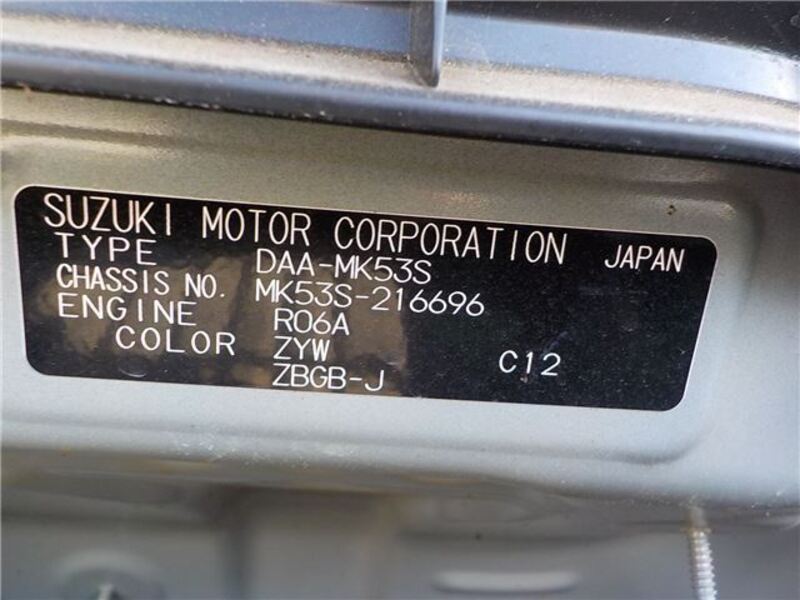 SUZUKI MOTOR CORPORATION JAPAN
TYPE DAA-MK53S
CHASSIS NO. MK53S-216696
ENGINE R06A
COLOR ZYW C12
ZBGB-J